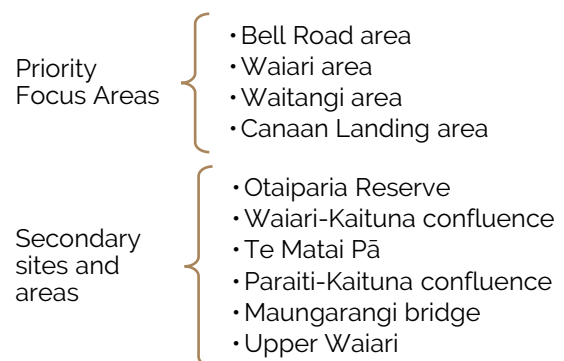 Priority
Focus Areas
• Bell Road area
• Waiari area
• Waitangi area
• Canaan Landing area
Secondary
sites and
areas
• Otaiparia Reserve
• Waiari-Kaituna confluence
• Te Matai Pā
• Paraiti-Kaituna confluence
• Maungarangi bridge
• Upper Waiari